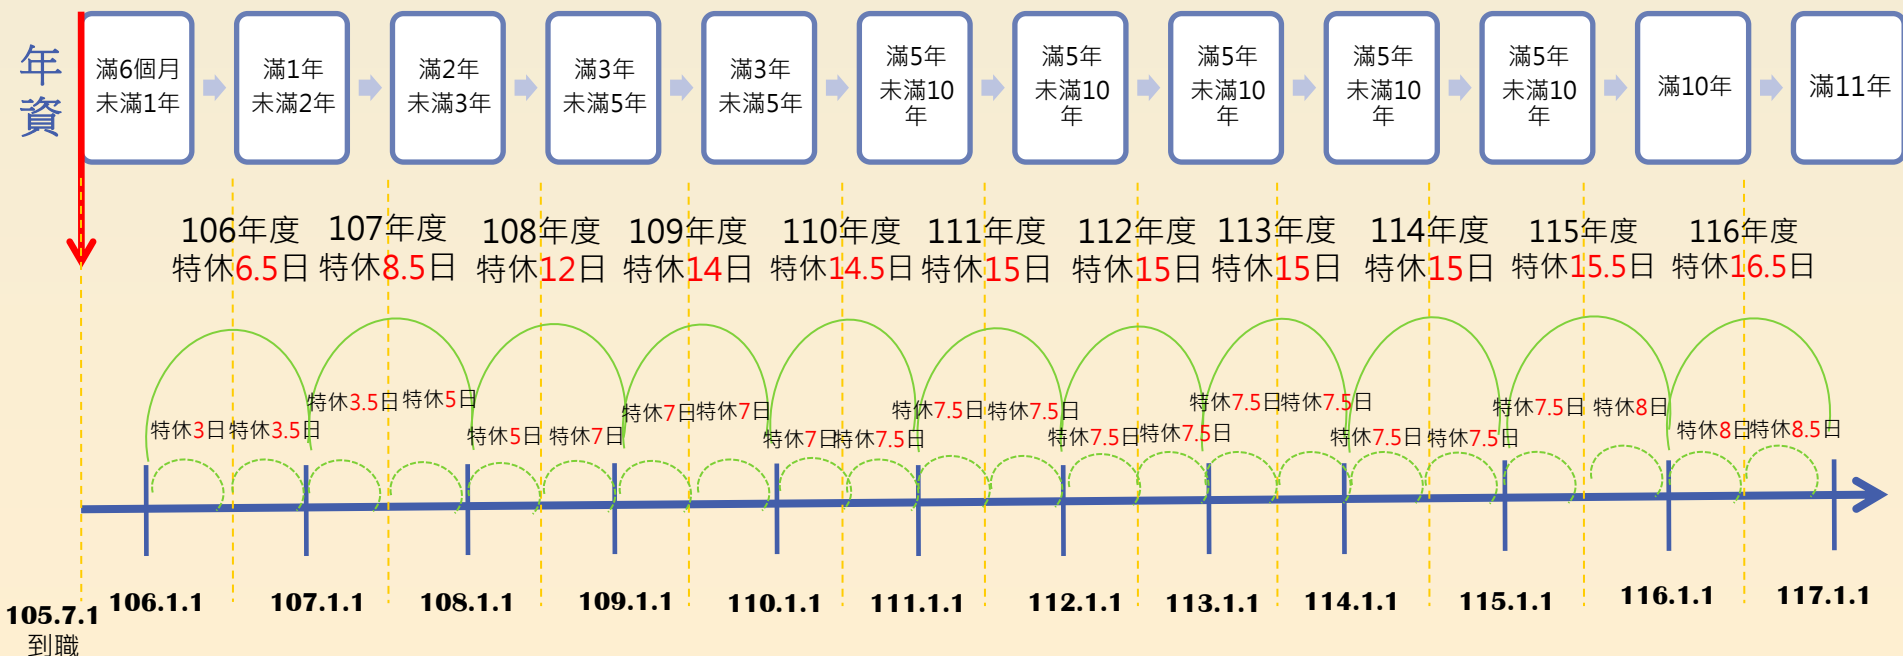 年資
滿6個月
未滿1年
滿1年
未滿2年
滿2年
未滿3年
滿3年
未滿5年
滿3年
未滿5年
滿5年
未滿10
年
滿5年
未滿10
年
滿5年
未滿10
年
滿5年
未滿10
年
滿5年
未滿10
年
滿10年
滿11年
106年度
特休6.5日
107年度
特休8.5日
108年度
特休12日
109年度
特休14日
110年度
特休14.5日
111年度
特休15日
112年度
特休15日
113年度
特休15日
114年度
特休15日
115年度
特休15.5日
116年度
特休16.5日
特休3日
特休3.5日
特休3.5日
特休5日
特休5日
特休7日
特休7日
特休7日
特休7日
特休7.5日
特休7.5日
特休7.5日
特休7.5日
特休7.5日
特休7.5日
特休7.5日
特休7.5日
特休7.5日
特休7.5日
特休8日
特休8日
特休8.5日
105.7.1
到職
106.1.1
107.1.1
108.1.1
109.1.1
110.1.1
111.1.1
112.1.1
113.1.1
114.1.1
115.1.1
116.1.1
117.1.1